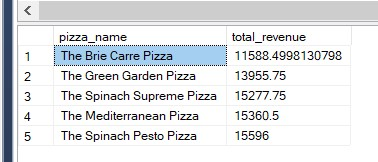 pizza_name total_revenue
1 The Brie Carre Pizza 11588.4998130798
2 The Green Garden Pizza 13955.75
3 The Spinach Supreme Pizza 15277.75
4 The Mediterranean Pizza 15360.5
5 The Spinach Pesto Pizza 15596